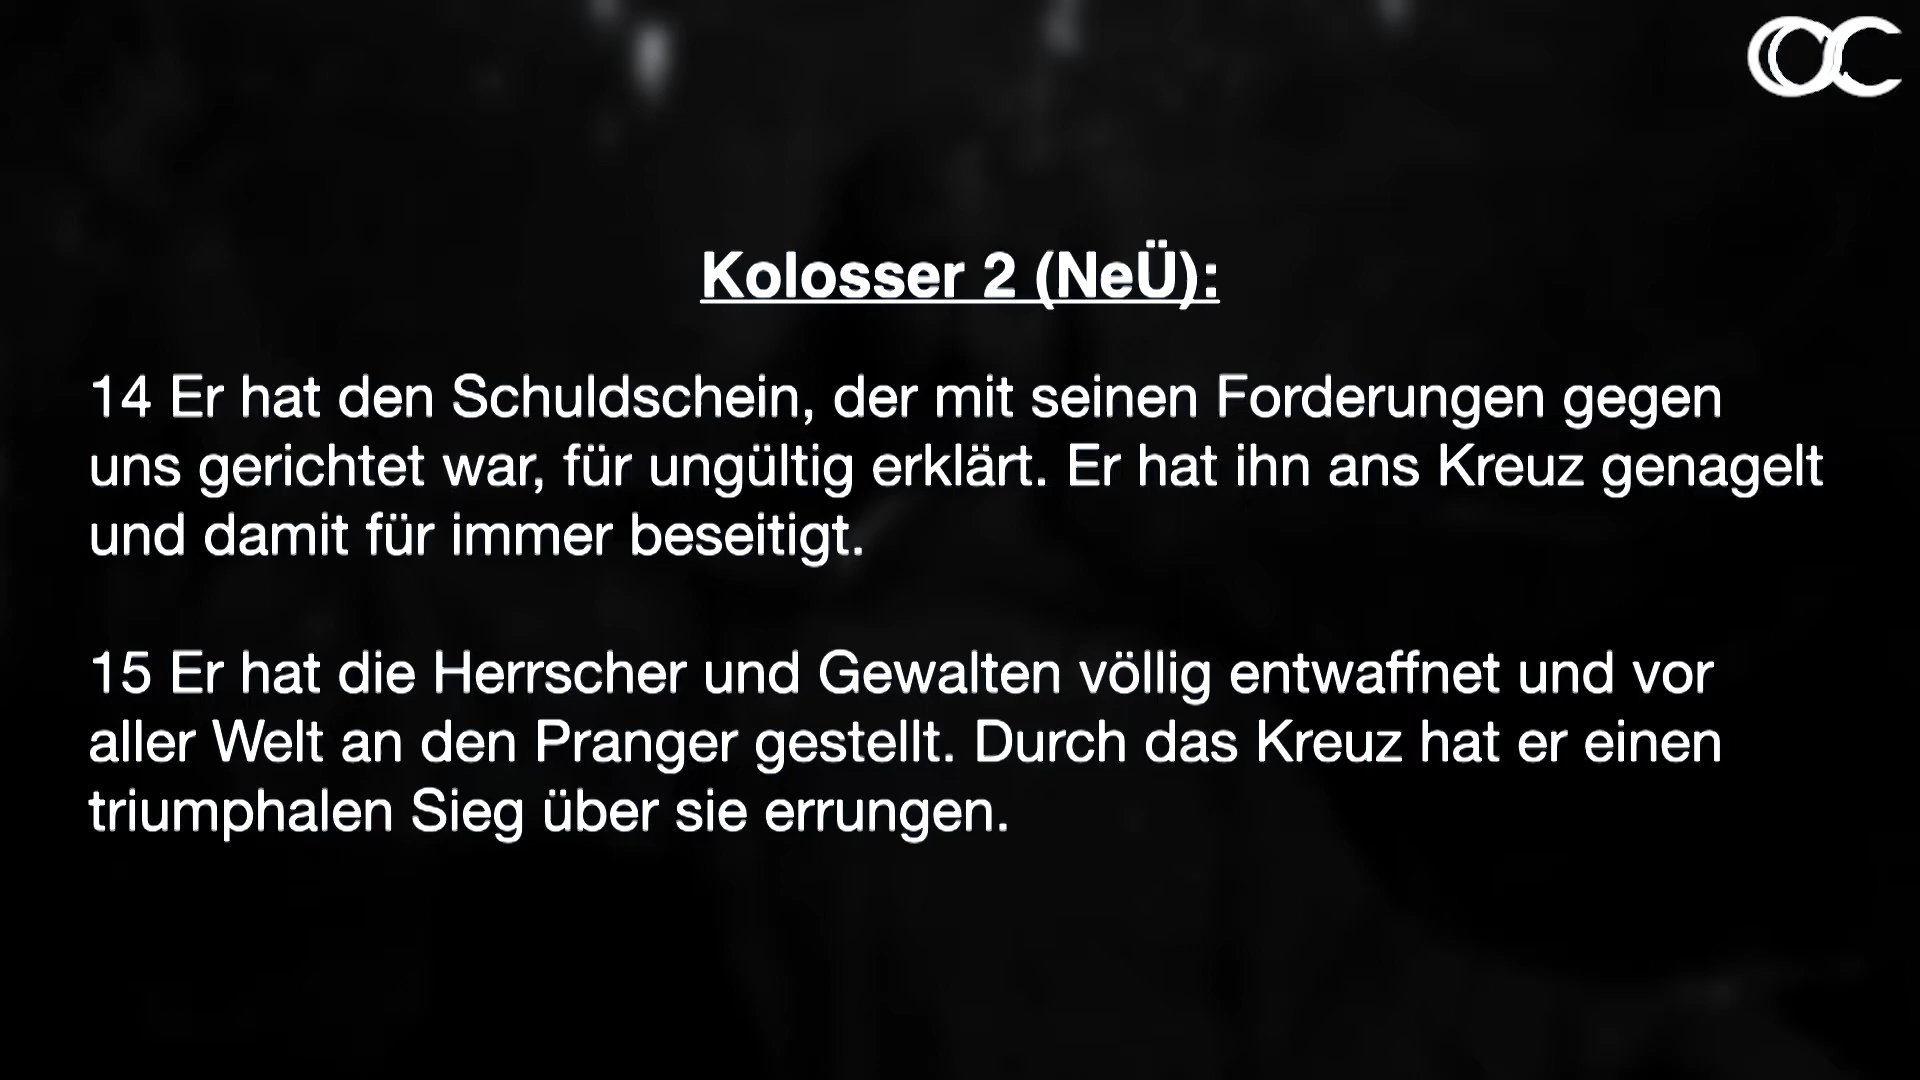 OC
Kolosser 2 (NeÜ):
14 Er hat den Schuldschein, der mit seinen Forderungen gegen
uns gerichtet war, für ungültig erklärt. Er hat ihn ans Kreuz genagelt
und damit für immer beseitigt.
15 Er hat die Herrscher und Gewalten völlig entwaffnet und vor
aller Welt an den Pranger gestellt. Durch das Kreuz hat er einen
triumphalen Sieg über sie errungen.